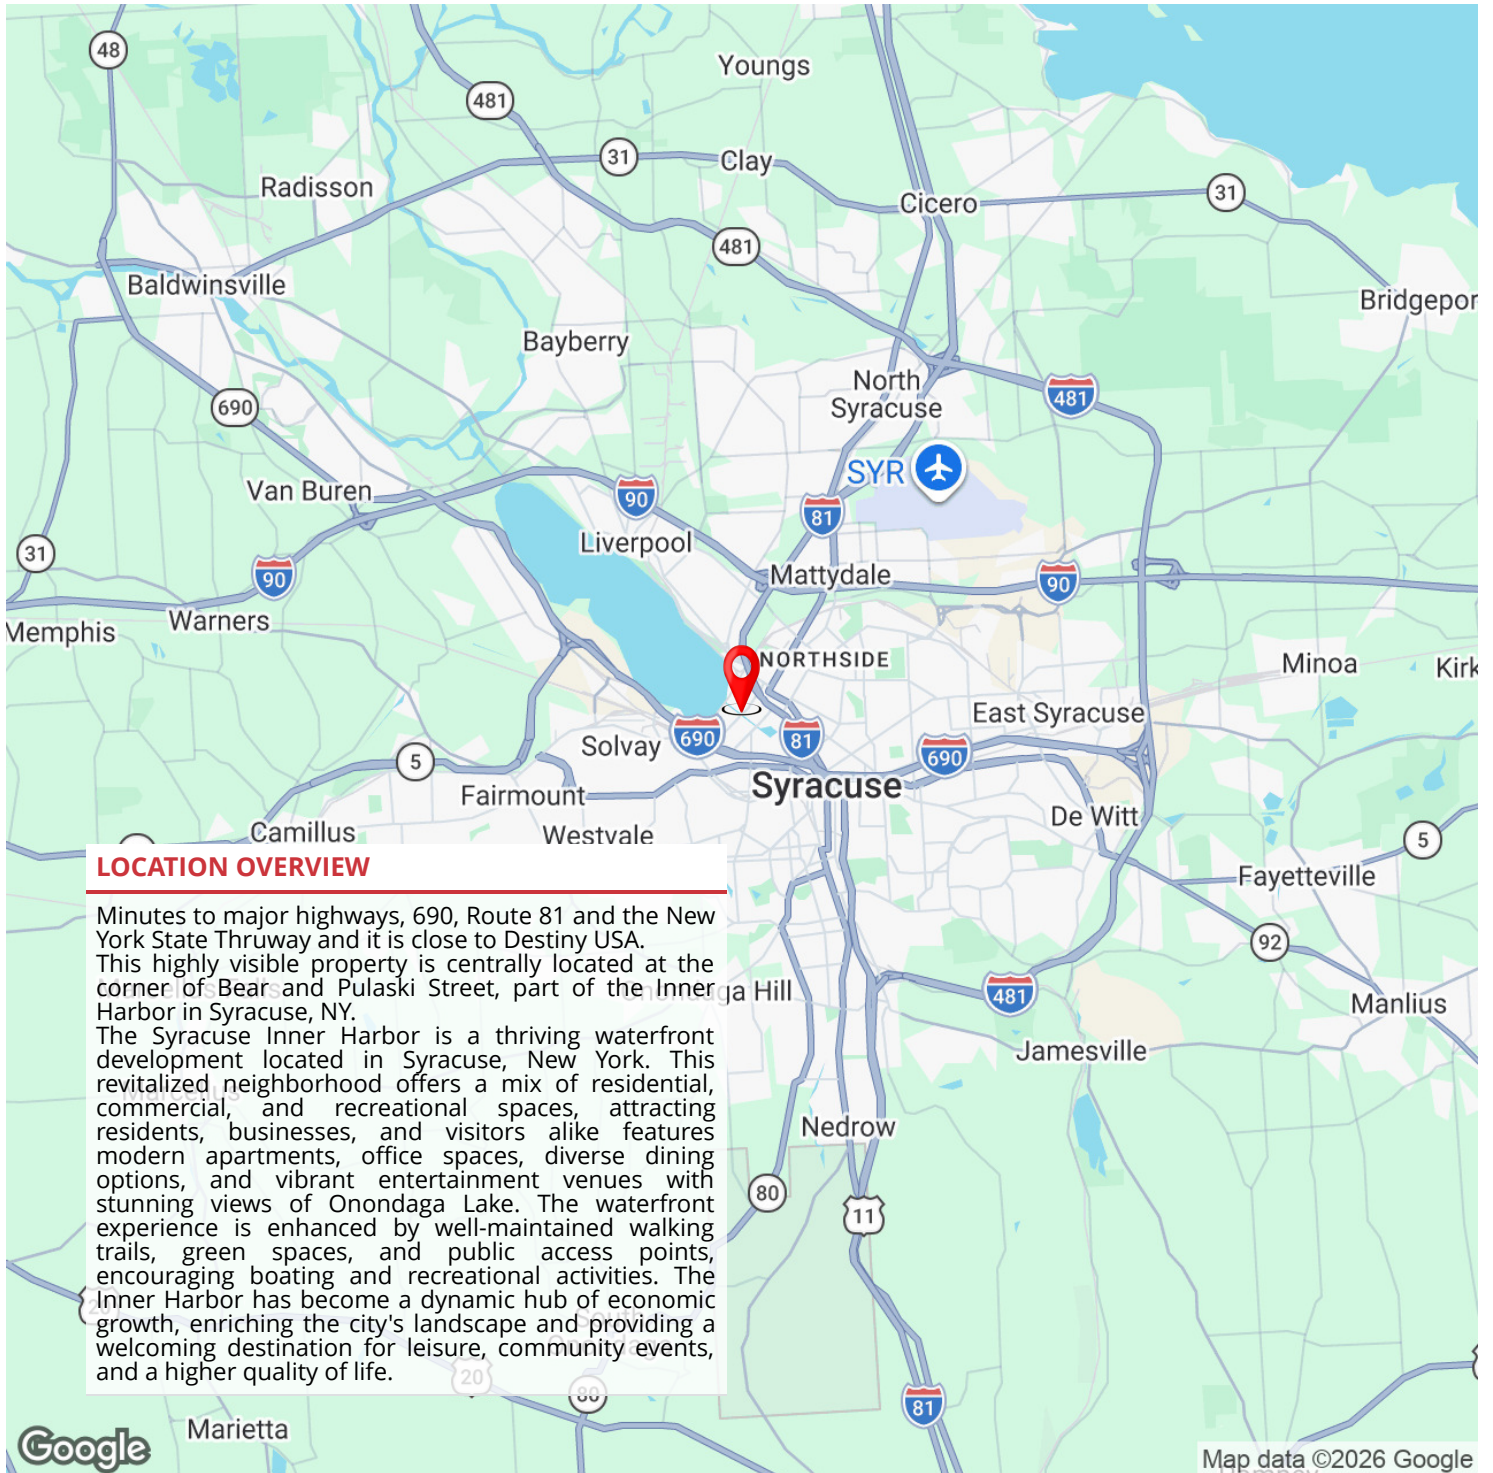 48
Youngs
481
31
Clay
Radisson
31
Cicero
481
Baldwinsville
Bridgepor
Bayberry
North
Syracuse
481
690
SYR
Van Buren
90
81
Liverpool
31
90
Mattydale
90
Warners
Memphis
NORTHSIDE
Minoa
Kirk
East Syracuse
690
81
Solvay
690
5
Syracuse
Fairmount
De Witt
Camillus
Westvale
5
Fayetteville
LOCATION OVERVIEW
Minutes to major highways, 690, Route 81 and the New
York State Thruway and it is close to Destiny USA.
This highly visible property is centrally located at the
corner of Bear and Pulaski Street, part of the Inner
Harbor in Syracuse, NY.
The Syracuse Inner Harbor is a thriving waterfront
development located in Syracuse, New York. This
revitalized neighborhood offers a mix of residential,
commercial, and recreational spaces, attracting
residents, businesses, and visitors alike features
modern apartments, office spaces, diverse dining
options, and vibrant entertainment venues with
stunning views of Onondaga Lake. The waterfront
experience is enhanced by well-maintained walking
trails, green spaces, and public access points,
encouraging boating and recreational activities. The
Inner Harbor has become a dynamic hub of economic
growth, enriching the city's landscape and providing a
welcoming destination for leisure, community events,
and a higher quality of life.
92
Marcellus Falls
Onondaga Hill
481
Manlius
Jamesville
Marcellus
Nedrow
80
11
20
South
Onondaga
20
80
81
Marietta
Google
Map data ©2026 Google